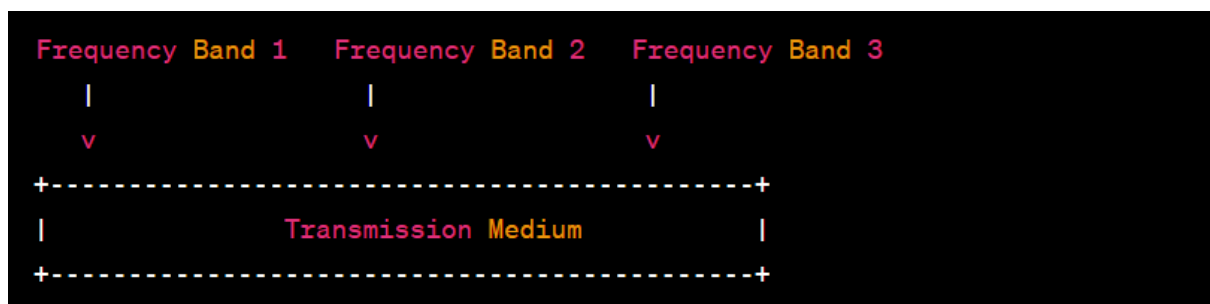 Frequency Band 1   Frequency Band 2   Frequency Band 3
   |                 |                 |
   v                 v                 v
+---------------------------------------------+
|               Transmission Medium           |
+---------------------------------------------+